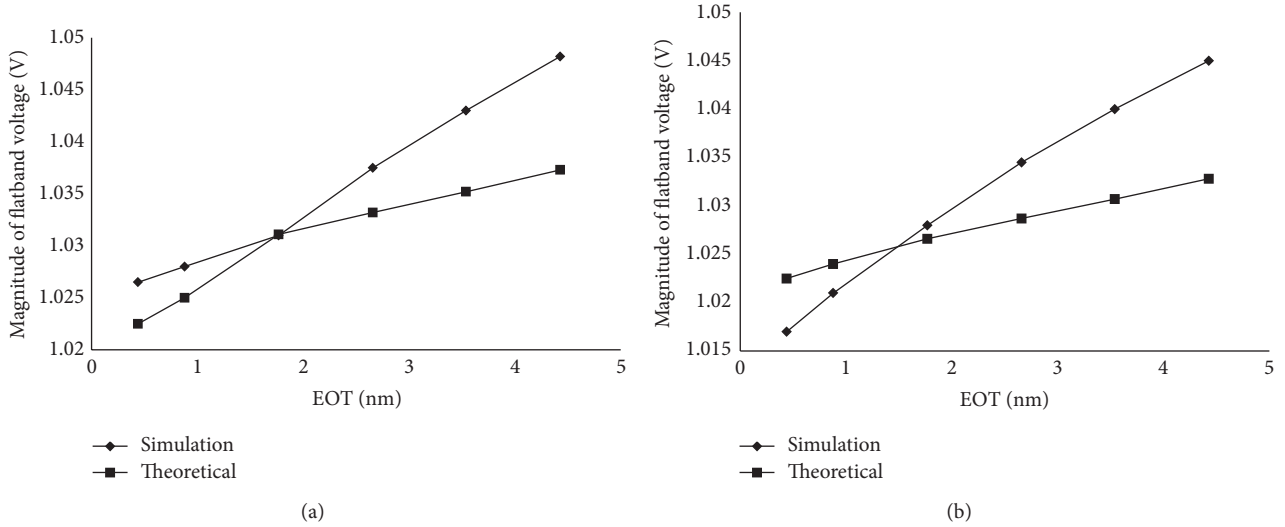 Magnitude of flatband voltage (V)
1.05
1.045
1.04
1.035
1.03
1.025
1.02
0 1 2 3 4 5
EOT (nm)
Simulation
Theoretical
(a)
Magnitude of flatband voltage (V)
1.05
1.045
1.04
1.035
1.03
1.025
1.02
1.015
0 1 2 3 4 5
EOT (nm)
Simulation
Theoretical
(b)